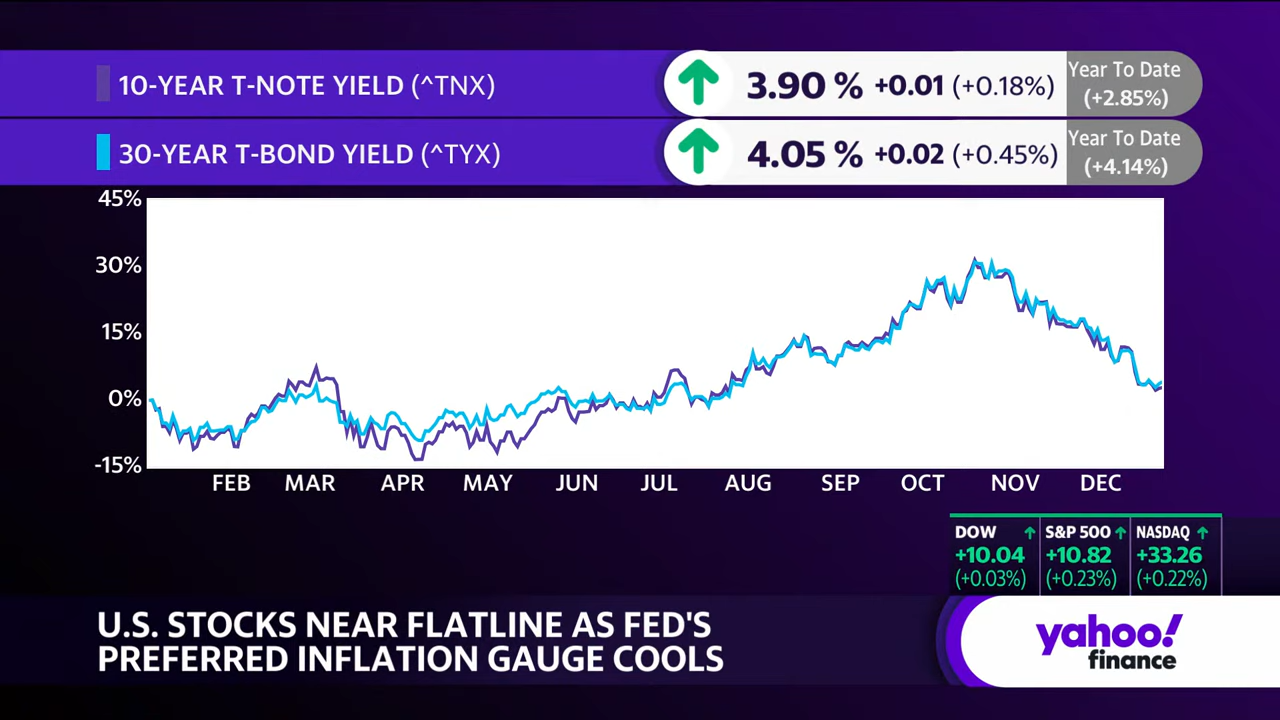 10-YEAR T-NOTE YIELD (^TNX)
3.90 % +0.01 (+0.18%)
Year To Date
(+2.85%)
30-YEAR T-BOND YIELD (^TYX)
4.05 % +0.02 (+0.45%)
Year To Date
(+4.14%)
45%
30%
15%
0%
-15%
FEB MAR APR MAY JUN JUL AUG SEP OCT NOV DEC
DOW S&P 500 NASDAQ
+10.04 +10.82 +33.26
(+0.03%) (+0.23%) (+0.22%)
U.S. STOCKS NEAR FLATLINE AS FED'S
PREFERRED INFLATION GAUGE COOLS
yahoo!
finance